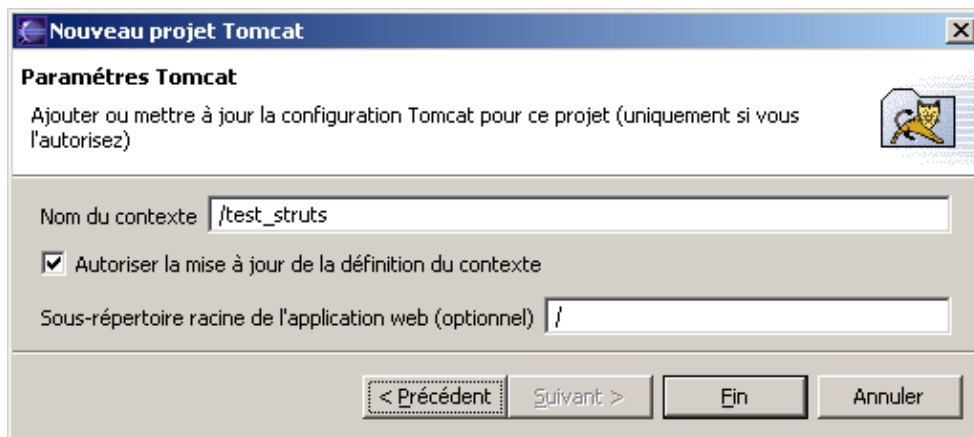 Nouveau projet Tomcat
Paramétres Tomcat
Ajouter ou mettre à jour la configuration Tomcat pour ce projet (uniquement si vous
l'autorisez)
Nom du contexte /test_struts
Autoriser la mise à jour de la définition du contexte
Sous-répertoire racine de l'application web (optionnel) /
< Précédent Suivant > Fin Annuler